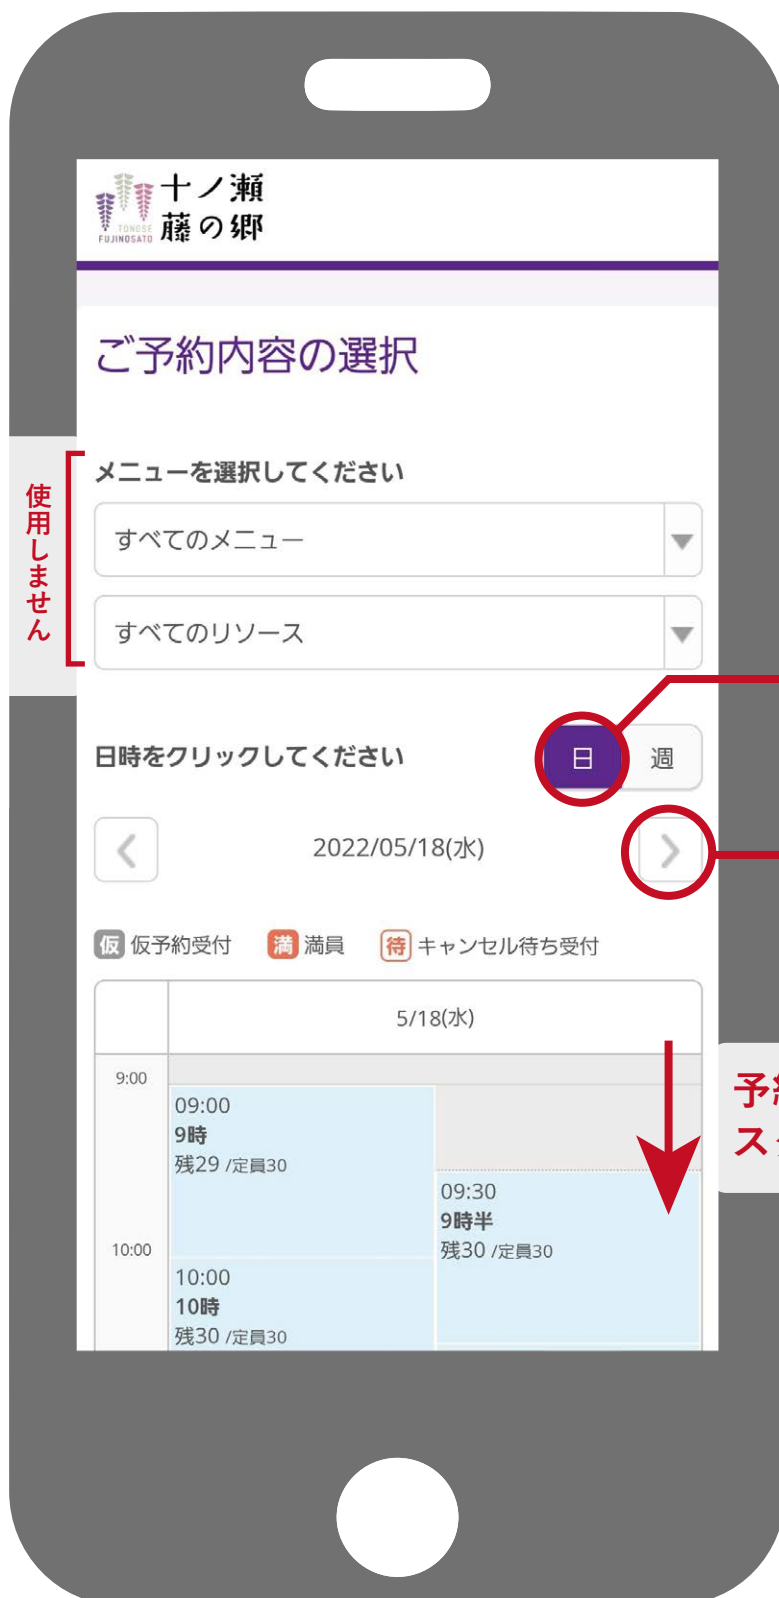 十ノ瀬
藤の郷
TONOSE
FUJINOSATO
ご予約内容の選択
使用しません
メニューを選択してください
すべてのメニュー
すべてのリソース
日時をクリックしてください
日 週
2022/05/18(水)
仮 仮予約受付 満 満員 待 キャンセル待ち受付
5/18(水)
9:00
09:00
9時
残29 /定員30
09:30
9時半
残30 /定員30
10:00
10:00
10時
残30 /定員30
予
ス